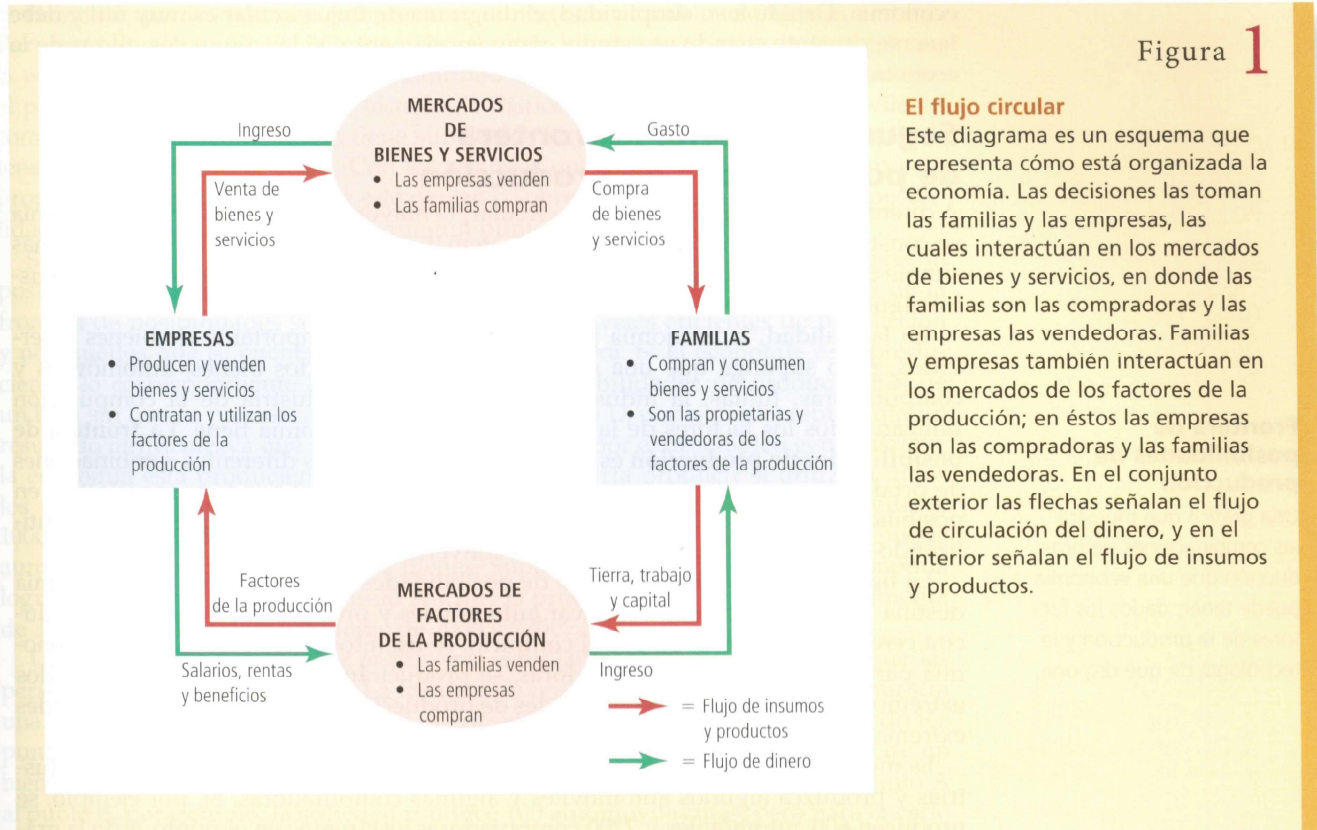 Figura 1
El flujo circular
Este diagrama es un esquema que
representa cómo está organizada la
economía. Las decisiones las toman
las familias y las empresas, las
cuales interactúan en los mercados
de bienes y servicios, en donde las
familias son las compradoras y las
empresas las vendedoras. Familias
y empresas también interactúan en
los mercados de los factores de la
producción; en éstos las empresas
son las compradoras y las familias
las vendedoras. En el conjunto
exterior las flechas señalan el flujo
de circulación del dinero, y en el
interior señalan el flujo de insumos
y productos.
MERCADOS
DE
BIENES Y SERVICIOS
• Las empresas venden
• Las familias compran
Ingreso
Gasto
Venta de
bienes y
servicios
Compra
de bienes
y servicios
EMPRESAS
• Producen y venden
bienes y servicios
• Contratan y utilizan los
factores de la
producción
FAMILIAS
• Compran y consumen
bienes y servicios
• Son las propietarias y
vendedoras de los
factores de la producción
Factores
de la producción
Tierra, trabajo
y capital
MERCADOS DE
FACTORES
DE LA PRODUCCIÓN
• Las familias venden
• Las empresas
compran
Salarios, rentas
y beneficios
Ingreso
= Flujo de insumos
y productos
= Flujo de dinero